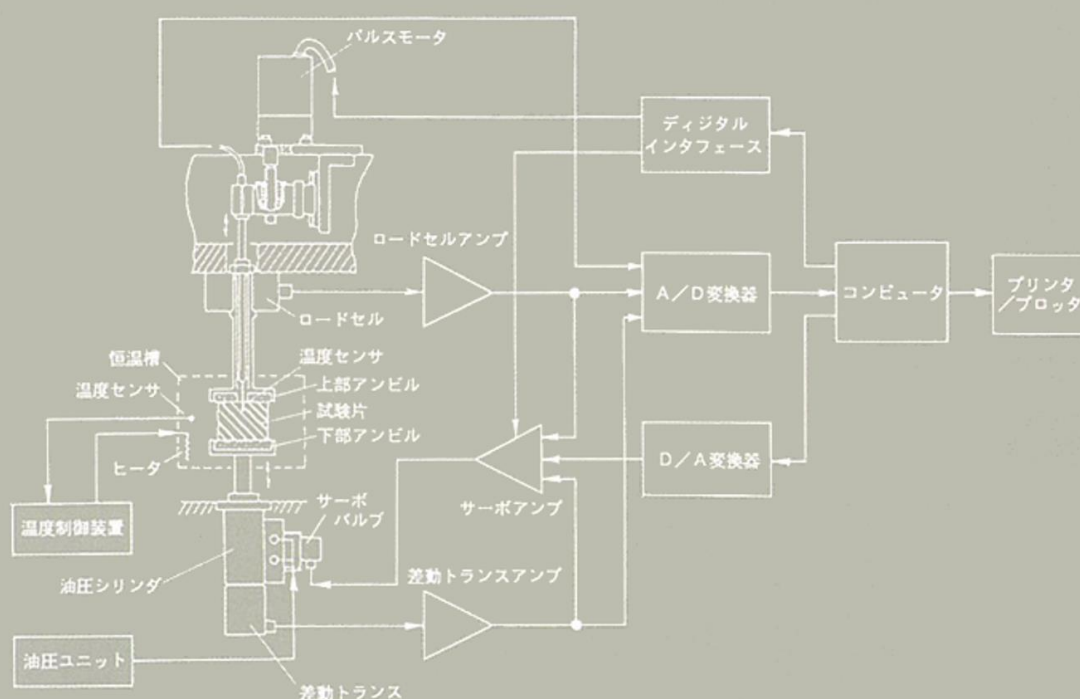 パルスモータ
ディジタル
インタフェース
ロードセルアンプ
A/D変換器
コンピュータ
プリンタ
/プロッタ
ロードセル
恒温槽
温度センサ
温度センサ
上部アンビル
試験片
下部アンビル
ヒータ
D/A変換器
サーボアンプ
サーボ
バルブ
温度制御装置
油圧シリンダ
差動トランスアンプ
油圧ユニット
差動トランス